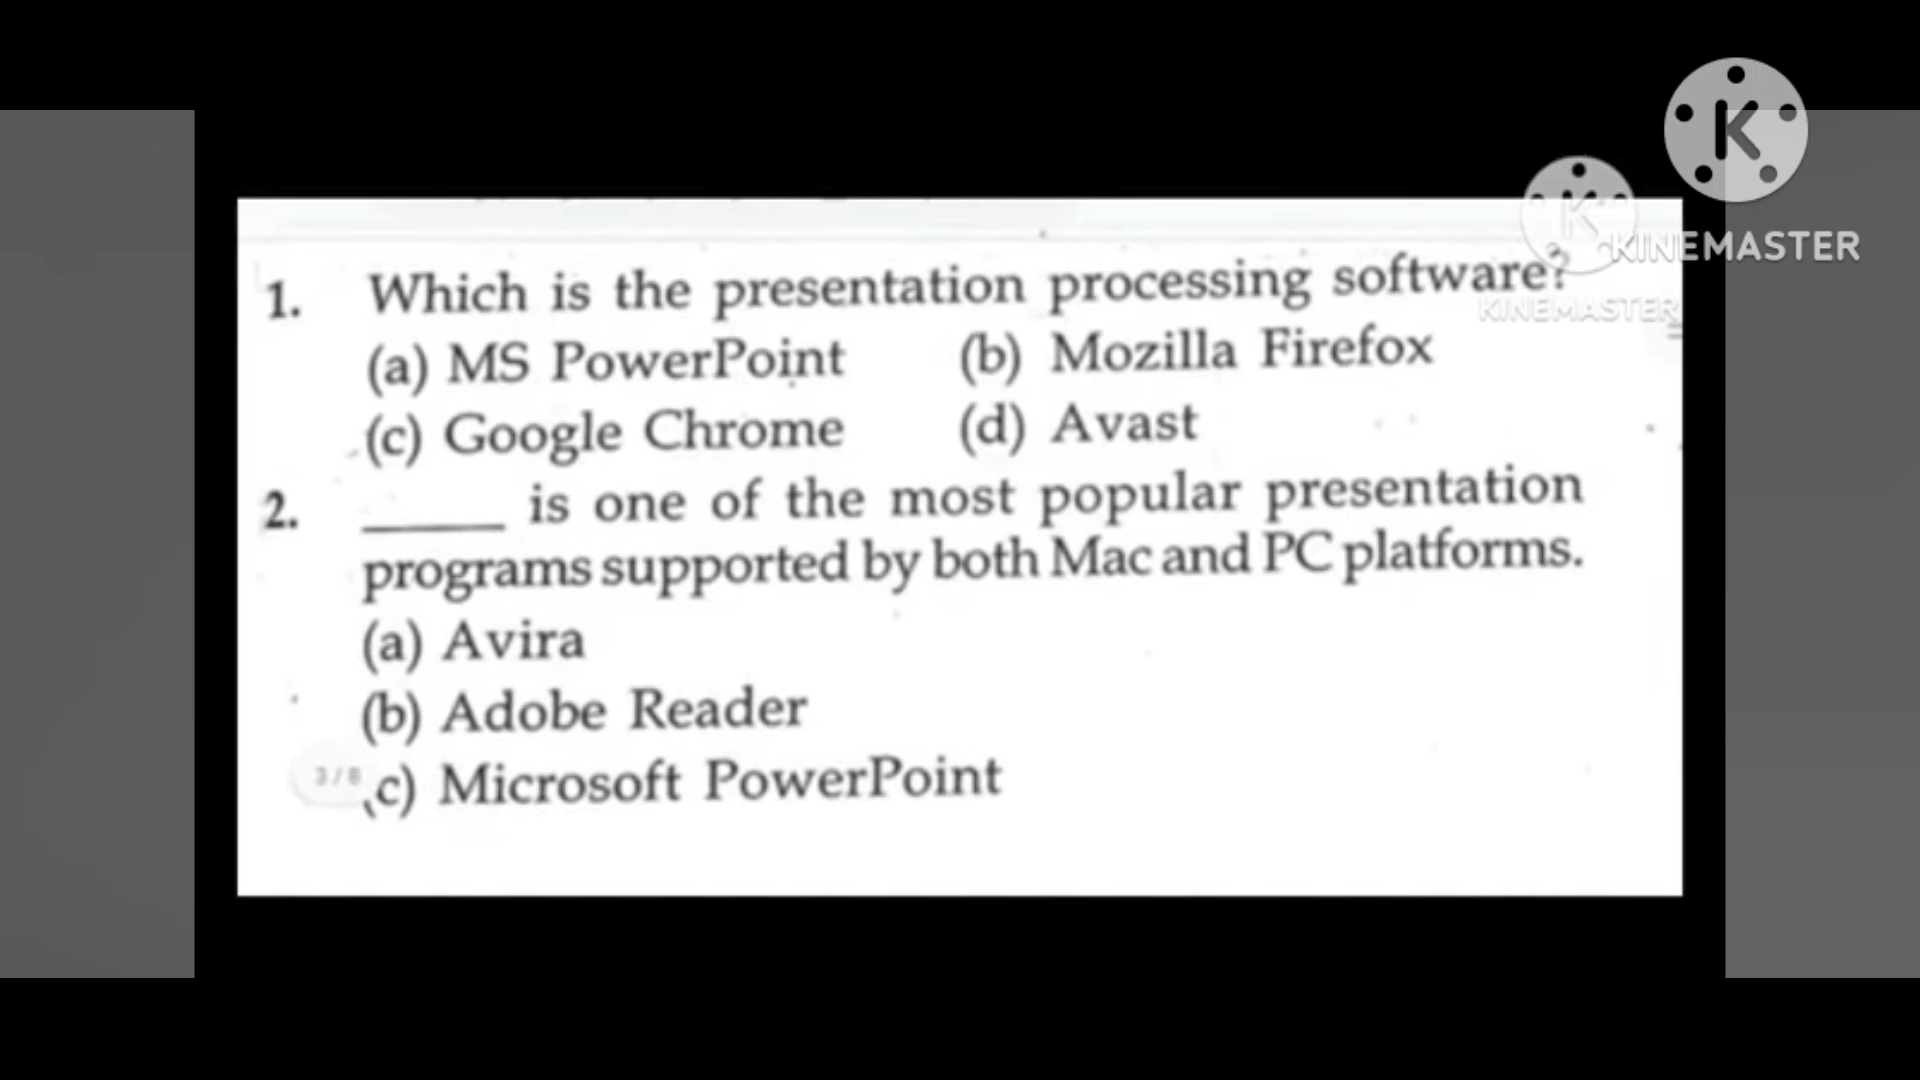 K
KINEMASTER
K
KINEMASTER
1. Which is the presentation processing software?
(a) MS PowerPoint (b) Mozilla Firefox
(c) Google Chrome (d) Avast
2. _____ is one of the most popular presentation
programs supported by both Mac and PC platforms.
(a) Avira
(b) Adobe Reader
3/8 (c) Microsoft PowerPoint